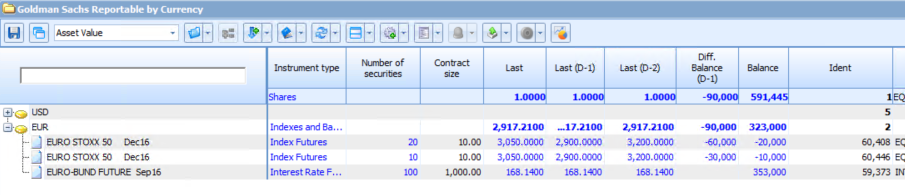 Goldman Sachs Reportable by Currency
Asset Value
Instrument type Number of securities Contract size Last Last (D-1) Last (D-2) Diff. Balance (D-1) Balance Ident
Shares 1.0000 1.0000 1.0000 -90,000 591,445 1 EQ
USD 5
EUR Indexes and Ba... 2,917.2100 ...17.2100 2,917.2100 -90,000 323,000 2
EURO STOXX 50 Dec16 Index Futures 20 10.00 3,050.0000 2,900.0000 3,200.0000 -60,000 -20,000 60,408 EQ
EURO STOXX 50 Dec16 Index Futures 10 10.00 3,050.0000 2,900.0000 3,200.0000 -30,000 -10,000 60,446 EQ
EURO-BUND FUTURE Sep16 Interest Rate F... 100 1,000.00 168.1400 168.1400 168.1400 353,000 59,373 IN